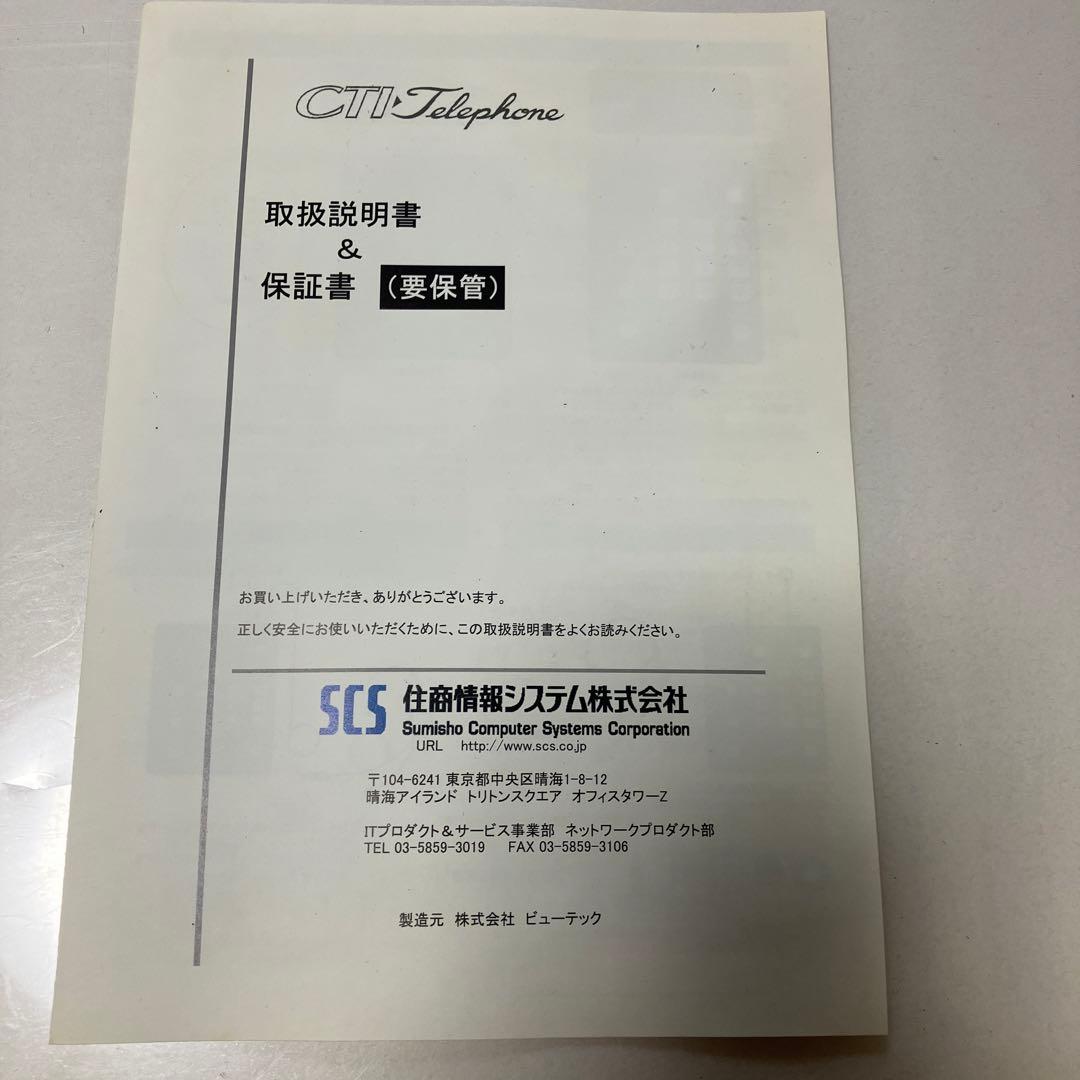 CTI Telephone
取扱説明書
&
保証書 (要保管)
お買い上げいただき、ありがとうございます。
正しく安全にお使いいただくために、この取扱説明書をよくお読みください。
SCS 住商情報システム株式会社
Sumisho Computer Systems Corporation
URL http://www.scs.co.jp
〒104-6241 東京都中央区晴海1-8-12
晴海アイランド トリトンスクエア オフィスタワーZ
ITプロダクト&サービス事業部 ネットワークプロダクト部
TEL 03-5859-3019 FAX 03-5859-3106
製造元 株式会社 ビューテック